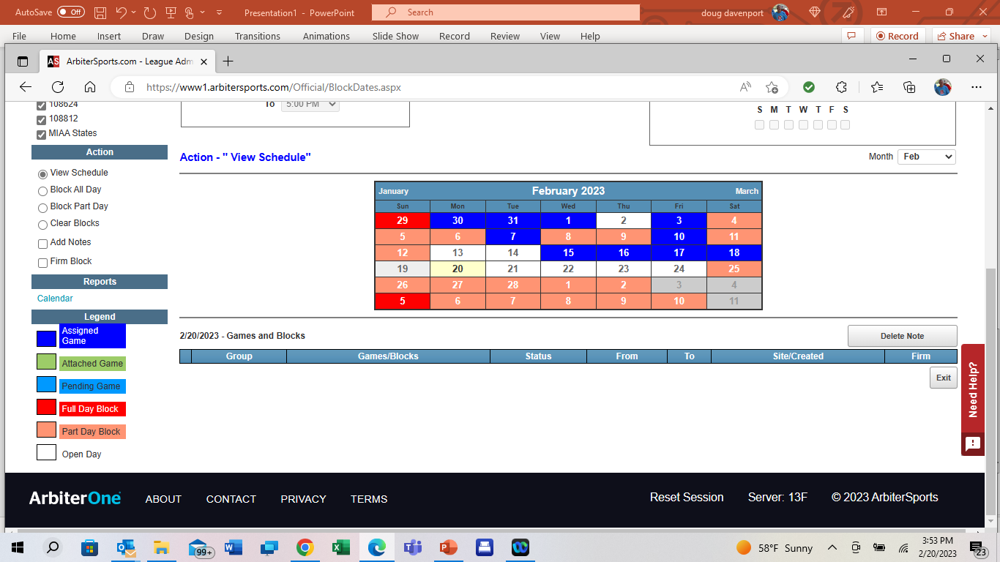 AutoSave Off Presentation1 - PowerPoint Search doug davenport
File Home Insert Draw Design Transitions Animations Slide Show Record Review View Help Record Share
AS ArbiterSports.com - League Adm
https://www1.arbitersports.com/Official/BlockDates.aspx
108624
108812
MIAA States
Action
View Schedule
Block All Day
Block Part Day
Clear Blocks
Add Notes
Firm Block
Reports
Calendar
Legend
Assigned
Game
Attached Game
Pending Game
Full Day Block
Part Day Block
Open Day
To 5:00 PM
S M T W T F S
Action - " View Schedule"
Month Feb
January February 2023 March
Sun Mon Tue Wed Thu Fri Sat
29 30 31 1 2 3 4
5 6 7 8 9 10 11
12 13 14 15 16 17 18
19 20 21 22 23 24 25
26 27 28 1 2 3 4
5 6 7 8 9 10 11
2/20/2023 - Games and Blocks
Delete Note
Group Games/Blocks Status From To Site/Created Firm
Exit
Need Help?
ArbiterOne ABOUT CONTACT PRIVACY TERMS Reset Session Server: 13F © 2023 ArbiterSports
99+
58°F Sunny
3:53 PM
2/20/2023
23